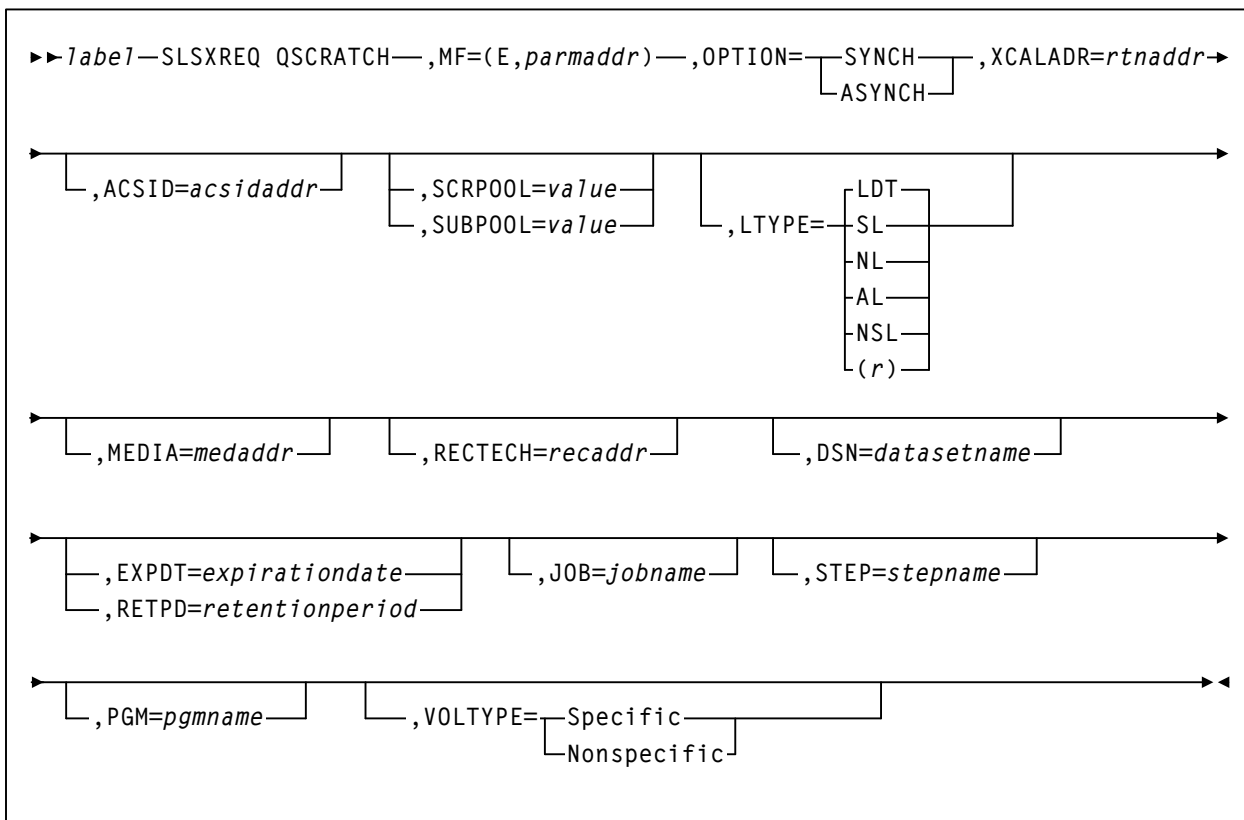 label SLSXREQ QSCRATCH ,MF=(E,parmaddr) ,OPTION= SYNCH ,XCALADR=rtnaddr
ASYNCH
,ACSID=acsidaddr ,SCRPOOL=value ,LTYPE= LDT
,SUBPOOL=value SL
NL
AL
NSL
(r)
,MEDIA=medaddr ,RECTECH=recaddr ,DSN=datasetname
,EXPDT=expirationdate ,JOB=jobname ,STEP=stepname
,RETPD=retentionperiod
,PGM=pgmname ,VOLTYPE= Specific
Nonspecific